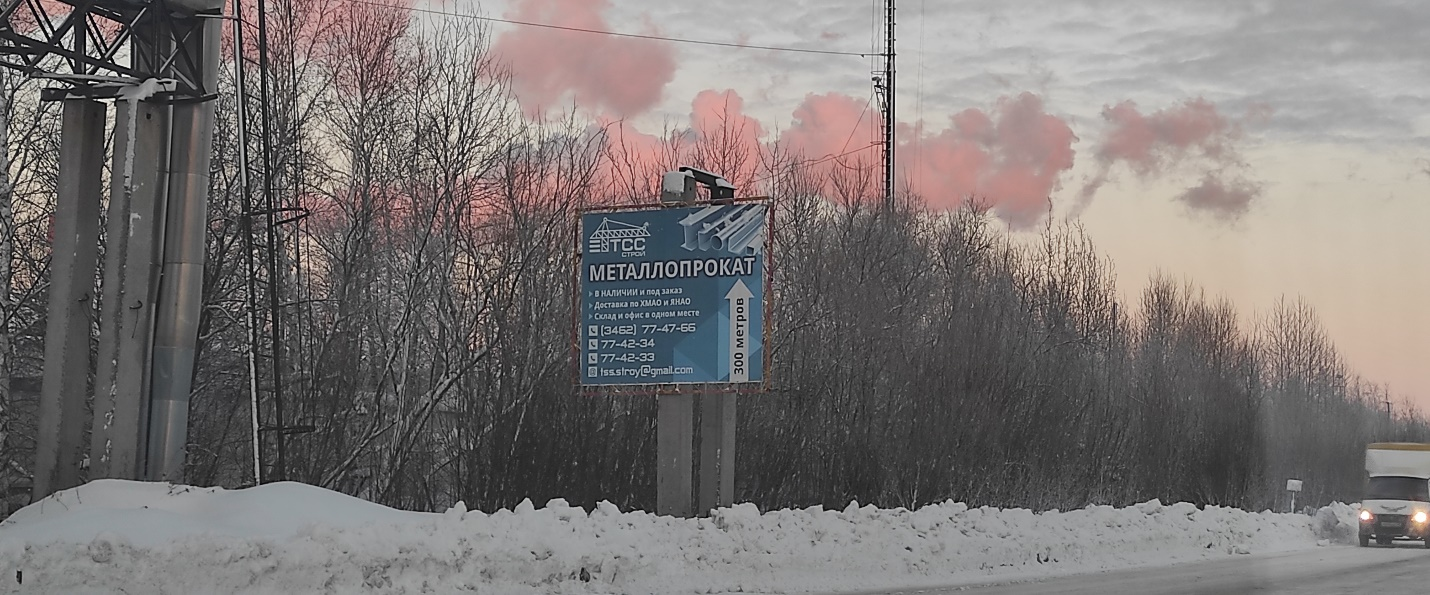 ТСС
СТРОЙ
МЕТАЛЛОПРОКАТ
В НАЛИЧИИ и под заказ
Доставка по ХМАО и ЯНАО
Склад и офис в одном месте
(3462) 77-47-66
77-42-34
77-42-33
tss.stroy@gmail.com
300 метров